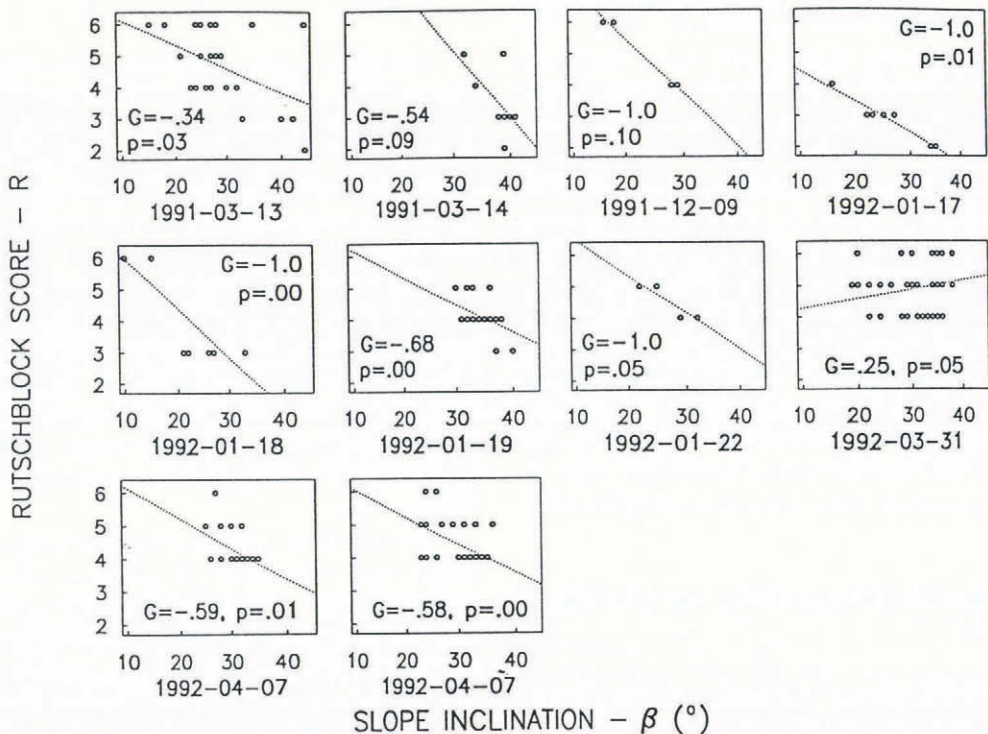 RUTSCHBLOCK SCORE – R
6
5
4
3
2
G=-.34
p=.03
10 20 30 40
1991-03-13
G=-.54
p=.09
10 20 30 40
1991-03-14
G=-1.0
p=.10
10 20 30 40
1991-12-09
G=-1.0
p=.01
10 20 30 40
1992-01-17
6
5
4
3
2
G=-1.0
p=.00
10 20 30 40
1992-01-18
G=-.68
p=.00
10 20 30 40
1992-01-19
G=-1.0
p=.05
10 20 30 40
1992-01-22
G=.25, p=.05
10 20 30 40
1992-03-31
6
5
4
3
2
G=-.59, p=.01
10 20 30 40
1992-04-07
G=-.58, p=.00
10 20 30 40
1992-04-07
SLOPE INCLINATION – β (°)